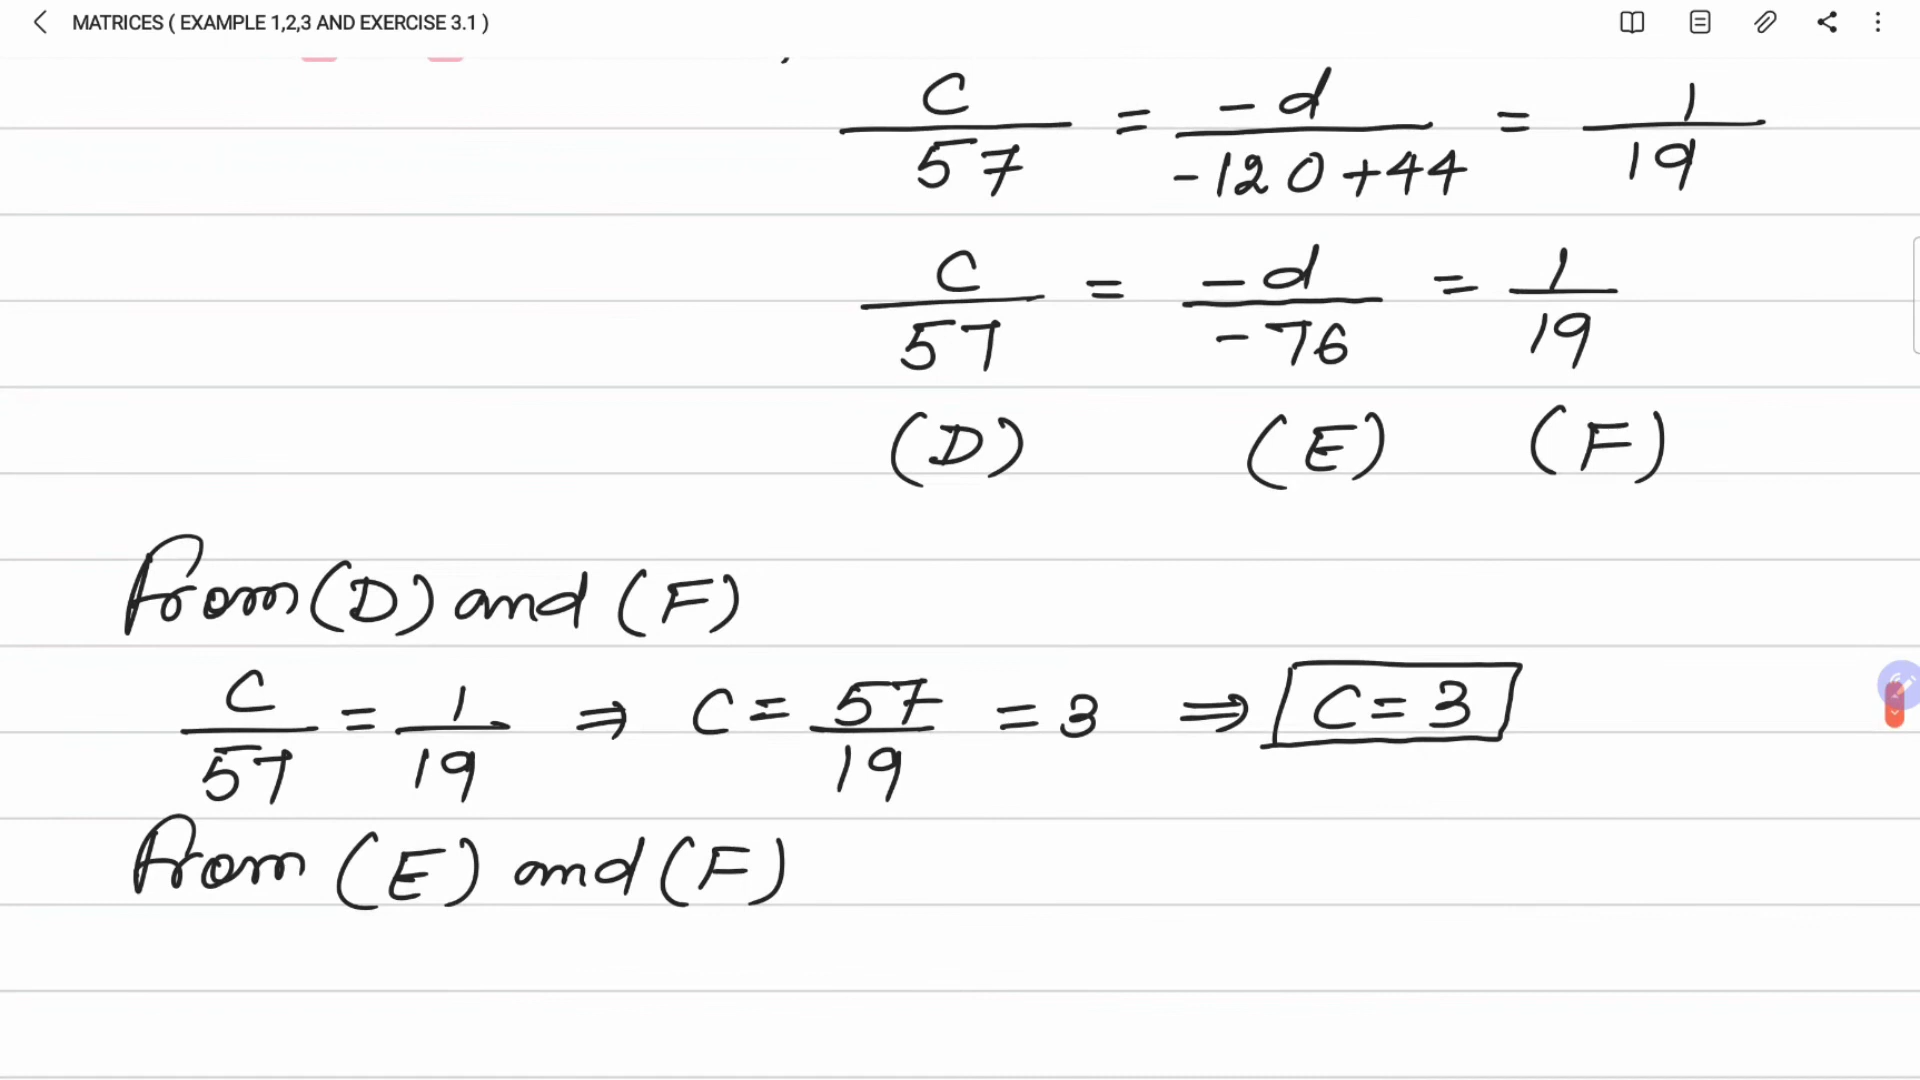 MATRICES ( EXAMPLE 1,2,3 AND EXERCISE 3.1 )
C/57 = -d/-120+44 = 1/19
C/57 = -d/-76 = 1/19
(D) (E) (F)
From (D) and (F)
C/57 = 1/19 ⇒ C = 57/19 = 3 ⇒ C = 3
From (E) and (F)